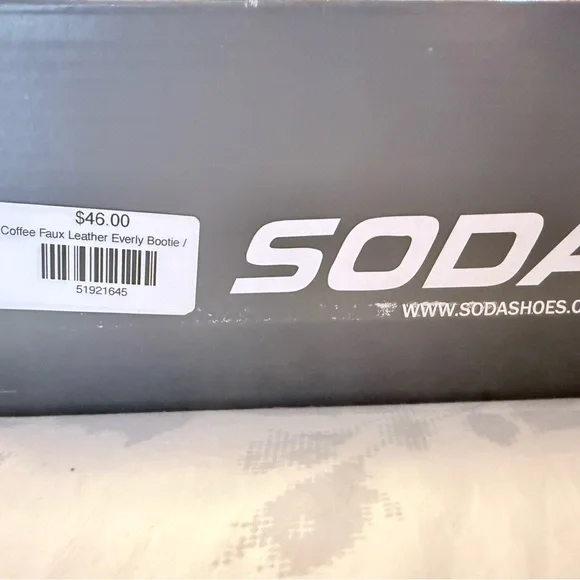 $46.00
Coffee Faux Leather Everly Bootie /
51921645
SODA
WWW.SODASHOES.C